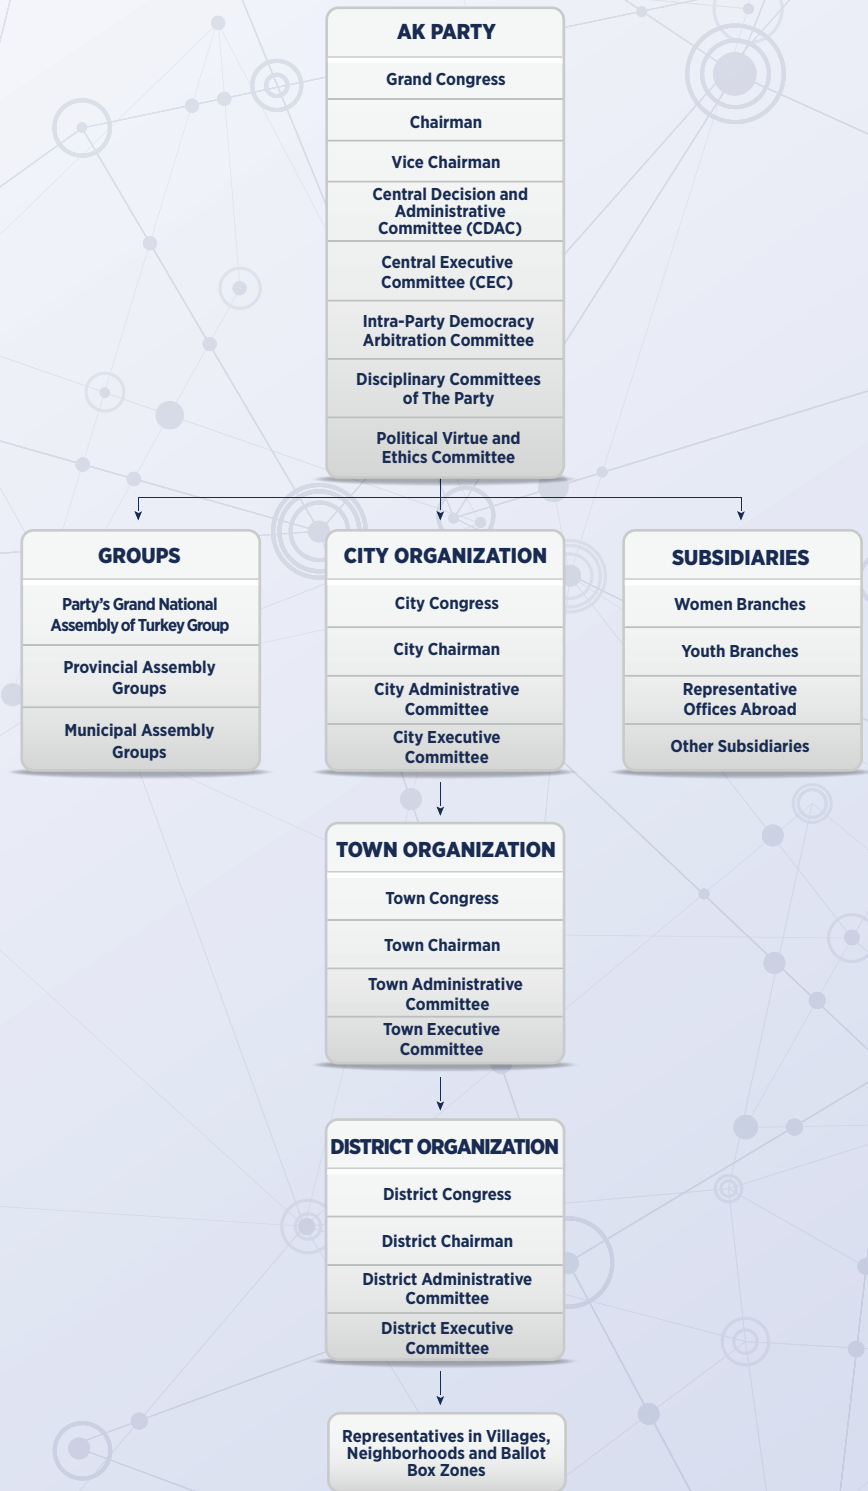 AK PARTY
Grand Congress
Chairman
Vice Chairman
Central Decision and
Administrative
Committee (CDAC)
Central Executive
Committee (CEC)
Intra-Party Democracy
Arbitration Committee
Disciplinary Committees
of The Party
Political Virtue and
Ethics Committee
GROUPS
Party’s Grand National
Assembly of Turkey Group
Provincial Assembly
Groups
Municipal Assembly
Groups
CITY ORGANIZATION
City Congress
City Chairman
City Administrative
Committee
City Executive
Committee
SUBSIDIARIES
Women Branches
Youth Branches
Representative
Offices Abroad
Other Subsidiaries
TOWN ORGANIZATION
Town Congress
Town Chairman
Town Administrative
Committee
Town Executive
Committee
DISTRICT ORGANIZATION
District Congress
District Chairman
District Administrative
Committee
District Executive
Committee
Representatives in Villages,
Neighborhoods and Ballot
Box Zones